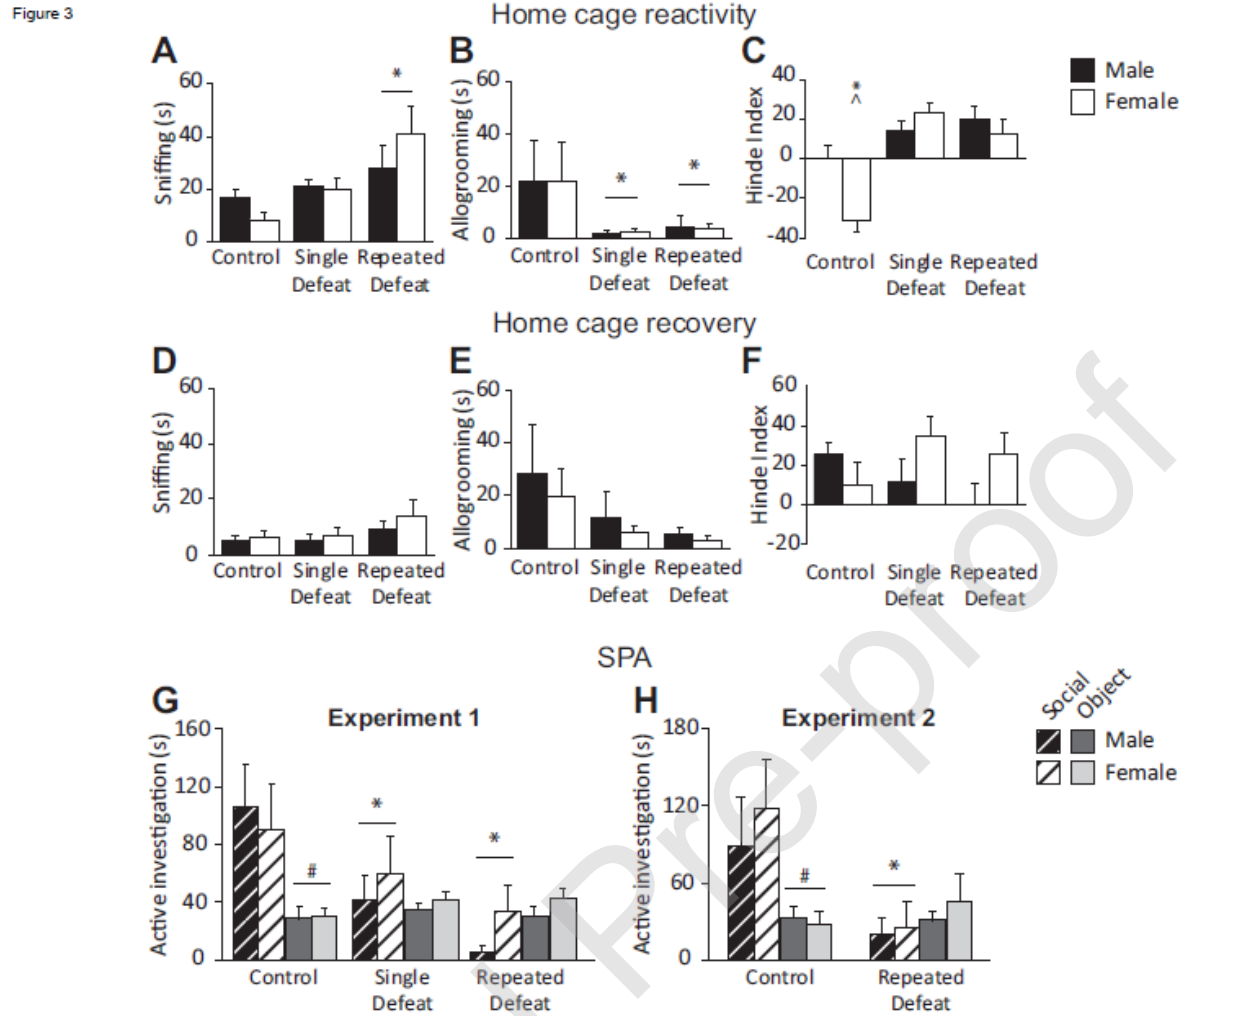 Figure 3
Home cage reactivity
A
B
C
Sniffing (s)
60
40
20
0
*
Control
Single Defeat
Repeated Defeat
Allogrooming (s)
60
40
20
0
*
*
Control
Single Defeat
Repeated Defeat
Hinde Index
40
20
0
-20
-40
*
^
Control
Single Defeat
Repeated Defeat
Male
Female
Home cage recovery
D
E
F
Sniffing (s)
60
40
20
0
Control
Single Defeat
Repeated Defeat
Allogrooming (s)
60
40
20
0
Control
Single Defeat
Repeated Defeat
Hinde Index
60
40
20
0
-20
Control
Single Defeat
Repeated Defeat
SPA
G
Experiment 1
Active investigation (s)
160
120
80
40
0
#
*
*
Control
Single Defeat
Repeated Defeat
H
Experiment 2
Active investigation (s)
180
120
60
0
#
*
Control
Repeated Defeat
Social
Object
Male
Female
Pre-proof